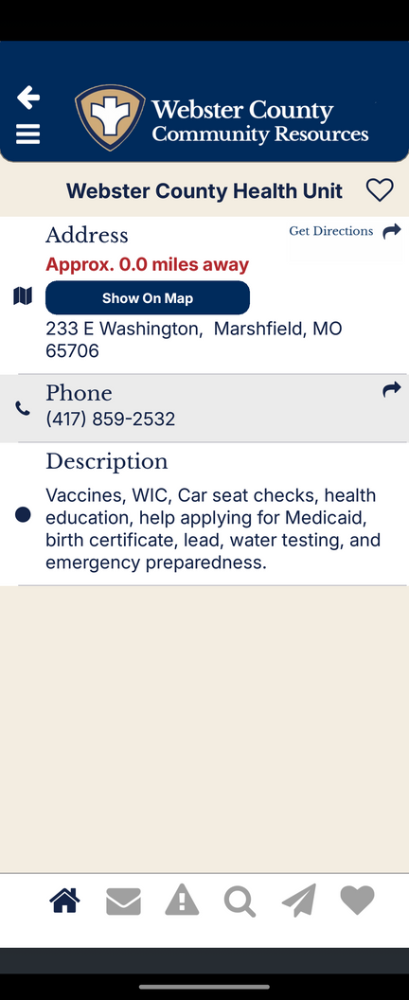 Webster County
Community Resources
Webster County Health Unit
Address
Get Directions
Approx. 0.0 miles away
Show On Map
233 E Washington,  Marshfield, MO
65706
Phone
(417) 859-2532
Description
Vaccines, WIC, Car seat checks, health
education, help applying for Medicaid,
birth certificate, lead, water testing, and
emergency preparedness.